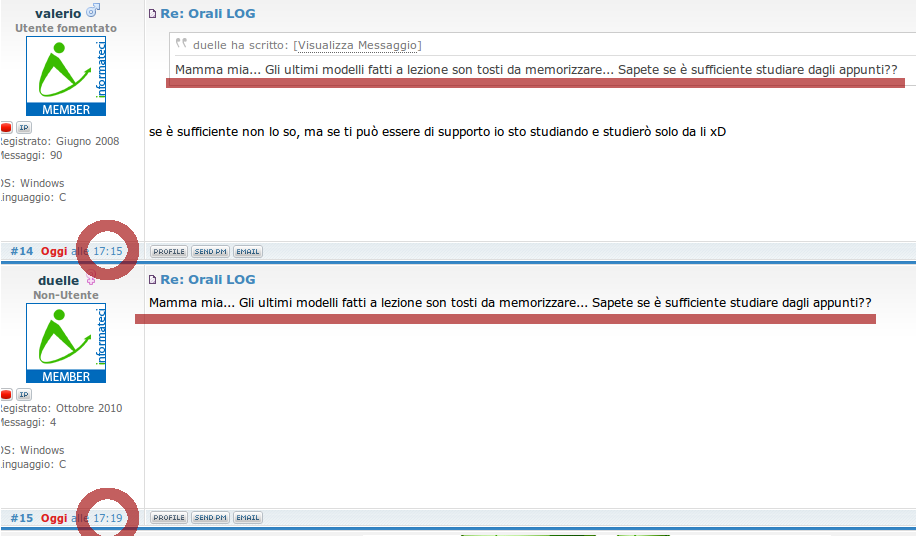 valerio
Utente fomentato
informateci
MEMBER
IP
Registrato: Giugno 2008
Messaggi: 90
OS: Windows
Linguaggio: C
#14 Oggi alle 17:15
Re: Orali LOG
duelle ha scritto: [Visualizza Messaggio]
Mamma mia... Gli ultimi modelli fatti a lezione son tosti da memorizzare... Sapete se è sufficiente studiare dagli appunti??
se è sufficiente non lo so, ma se ti può essere di supporto io sto studiando e studierò solo da li xD
PROFILE SEND PM EMAIL
duelle
Non-Utente
informateci
MEMBER
IP
Registrato: Ottobre 2010
Messaggi: 4
OS: Windows
Linguaggio: C
#15 Oggi alle 17:19
Re: Orali LOG
Mamma mia... Gli ultimi modelli fatti a lezione son tosti da memorizzare... Sapete se è sufficiente studiare dagli appunti??
PROFILE SEND PM EMAIL